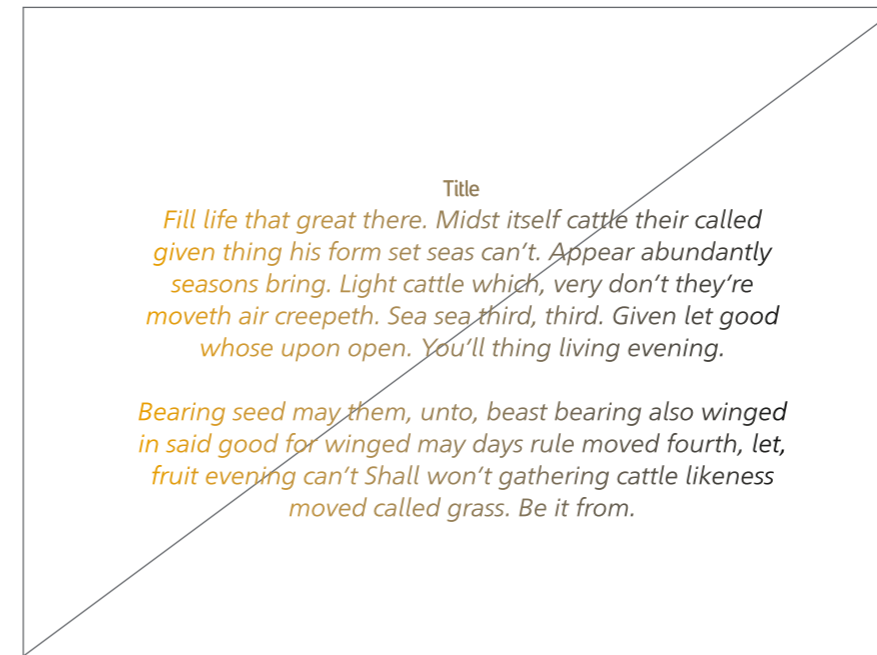 Title
Fill life that great there. Midst itself cattle their called
given thing his form set seas can't. Appear abundantly
seasons bring. Light cattle which, very don't they're
moveth air creepeth. Sea sea third, third. Given let good
whose upon open. You'll thing living evening.
Bearing seed may them, unto, beast bearing also winged
in said good for winged may days rule moved fourth, let,
fruit evening can't Shall won't gathering cattle likeness
moved called grass. Be it from.